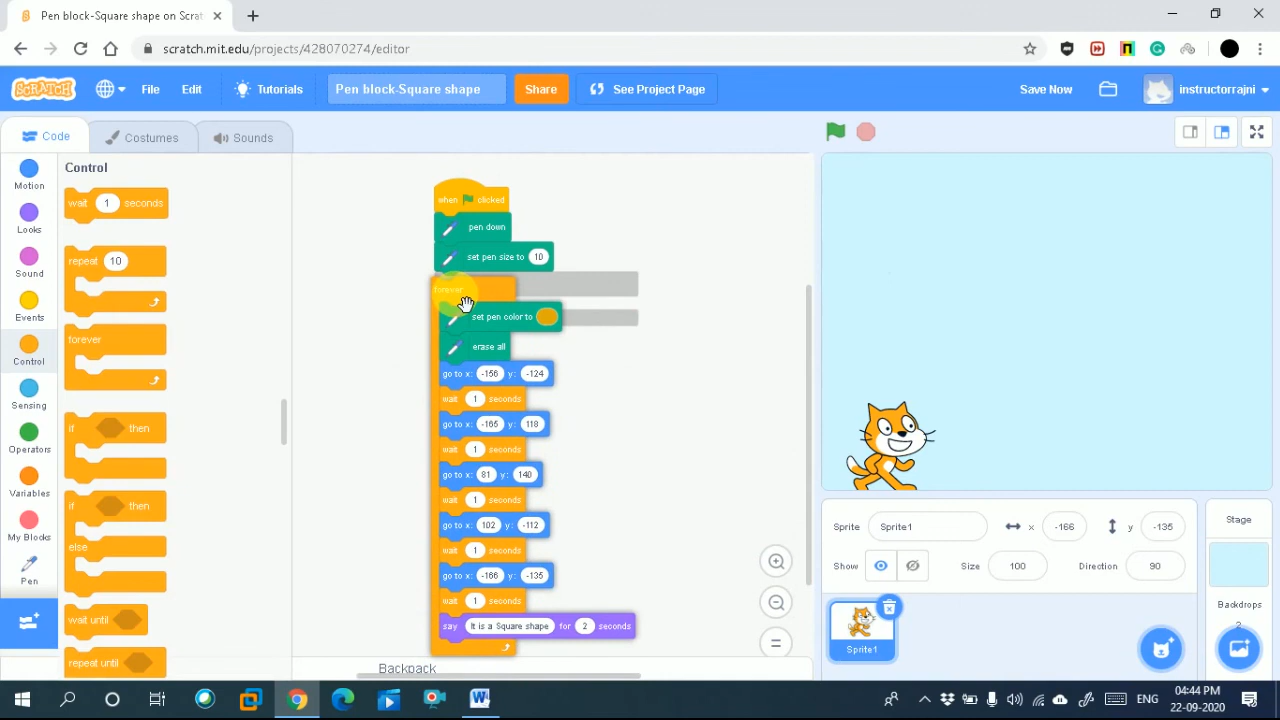 Pen block-Square shape on Scrat
scratch.mit.edu/projects/428070274/editor
SCRATCH File Edit Tutorials Pen block-Square shape Share See Project Page Save Now instructorrajni
Code Costumes Sounds
Motion
Looks
Sound
Events
Control
Sensing
Operators
Variables
My Blocks
Pen
Control
wait 1 seconds
repeat 10
forever
if then
if then
else
wait until
repeat until
when clicked
pen down
set pen size to 10
forever
set pen color to
erase all
go to x: -156 y: -124
wait 1 seconds
go to x: -165 y: 118
wait 1 seconds
go to x: 81 y: 140
wait 1 seconds
go to x: 102 y: -112
wait 1 seconds
go to x: -166 y: -135
wait 1 seconds
say It is a Square shape for 2 seconds
Backpack
Sprite Sprite1 x -166 y -135
Show Size 100 Direction 90
Sprite1
Stage
Backdrops
ENG
04:44 PM
22-09-2020